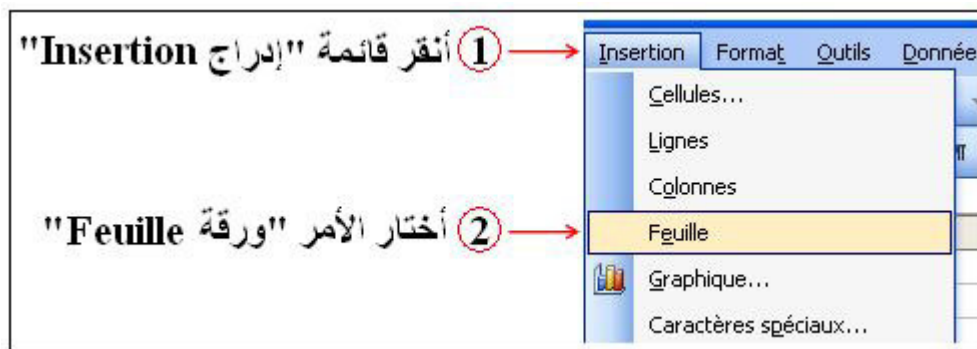 ① أنقر قائمة "إدراج Insertion"
② أختار الأمر "ورقة Feuille"
Insertion Format Outils Donnée
Cellules...
Lignes
Colonnes
Feuille
Graphique...
Caractères spéciaux...